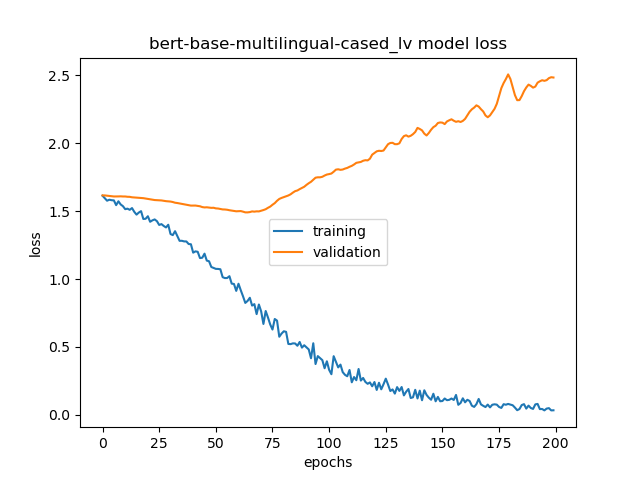 bert-base-multilingual-cased_lv model loss
loss
2.5
2.0
1.5
1.0
0.5
0.0
training
validation
0 25 50 75 100 125 150 175 200
epochs